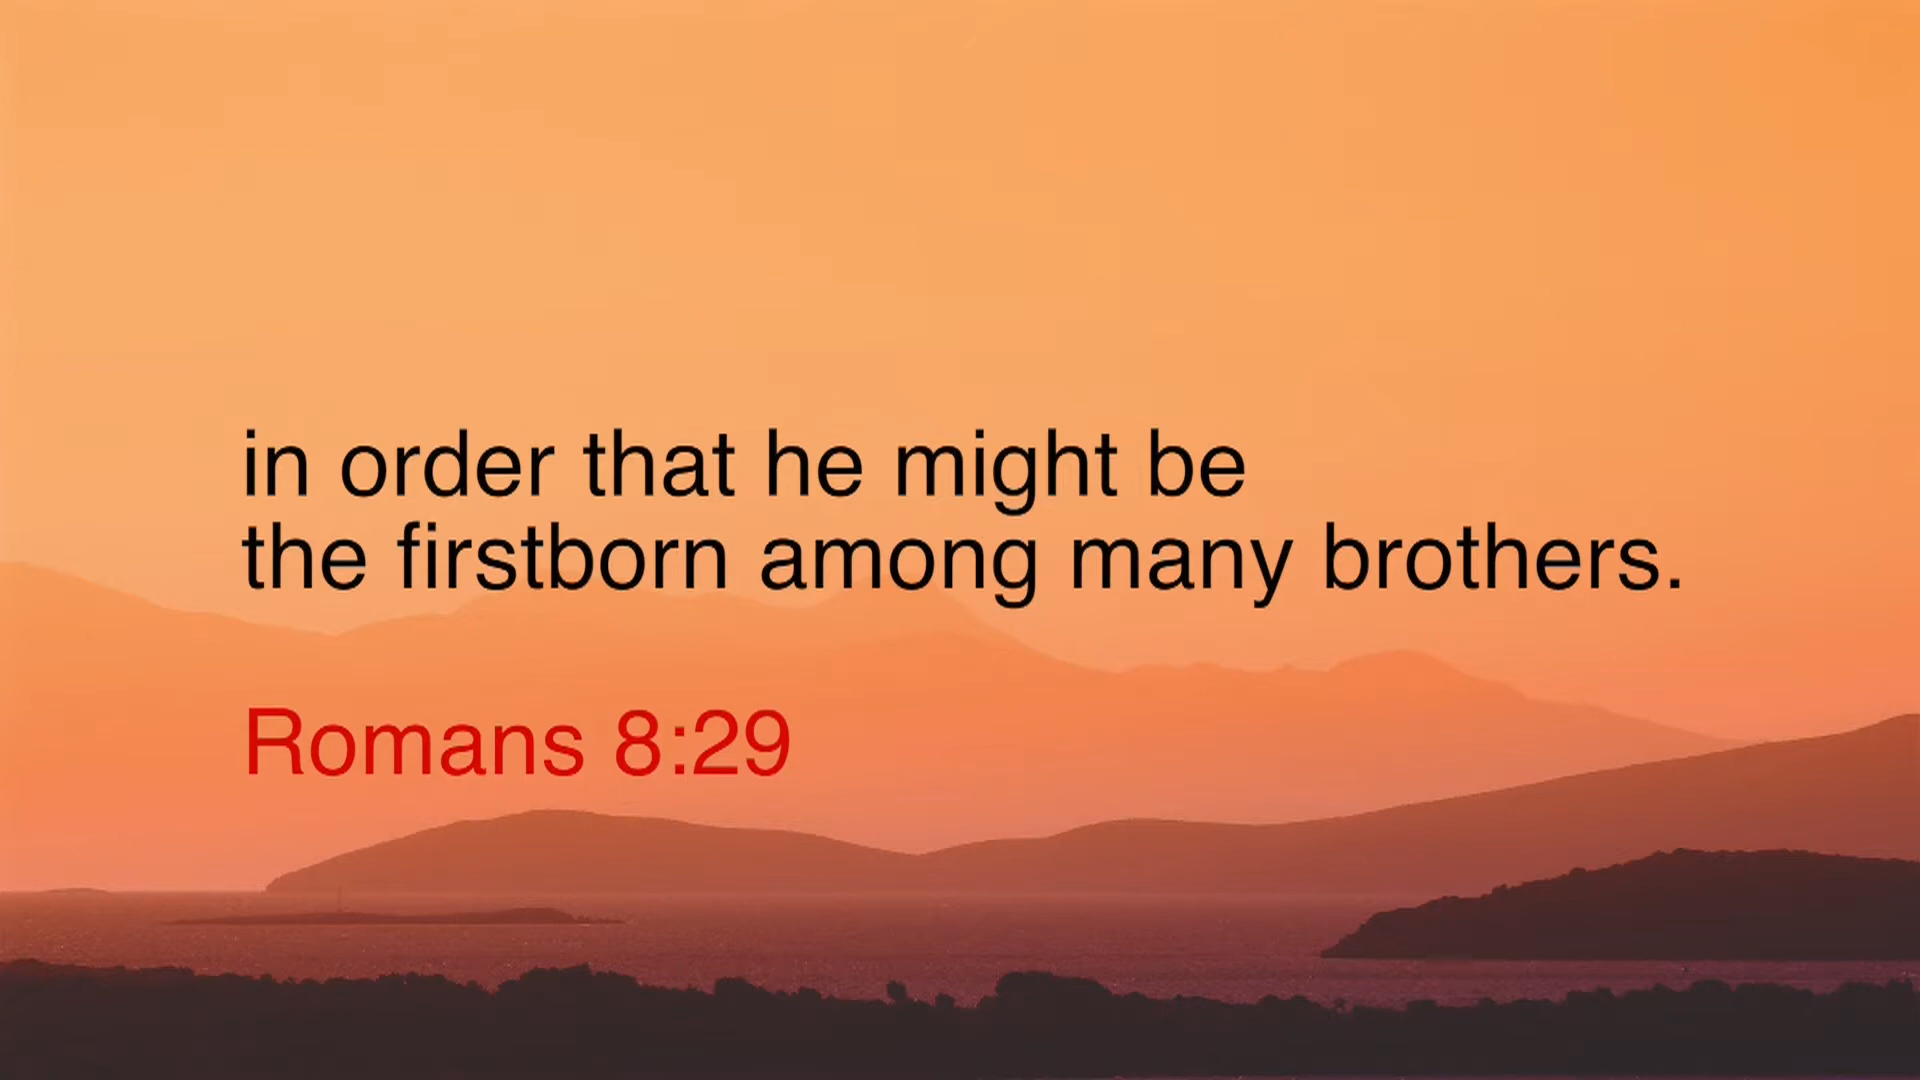 in order that he might be
the firstborn among many brothers.
Romans 8:29